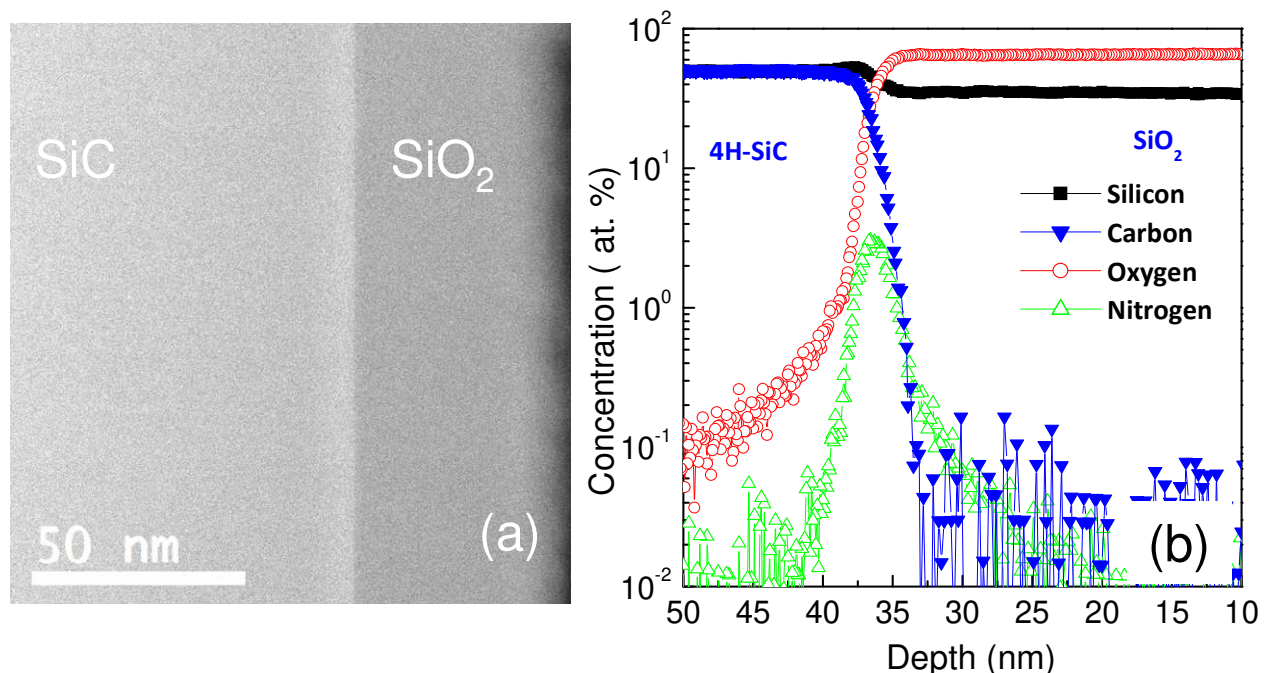 SiC
SiO2
50 nm
(a)
Concentration ( at. %)
10^2
10^1
10^0
10^-1
10^-2
4H-SiC
SiO2
Silicon
Carbon
Oxygen
Nitrogen
(b)
50 45 40 35 30 25 20 15 10
Depth (nm)